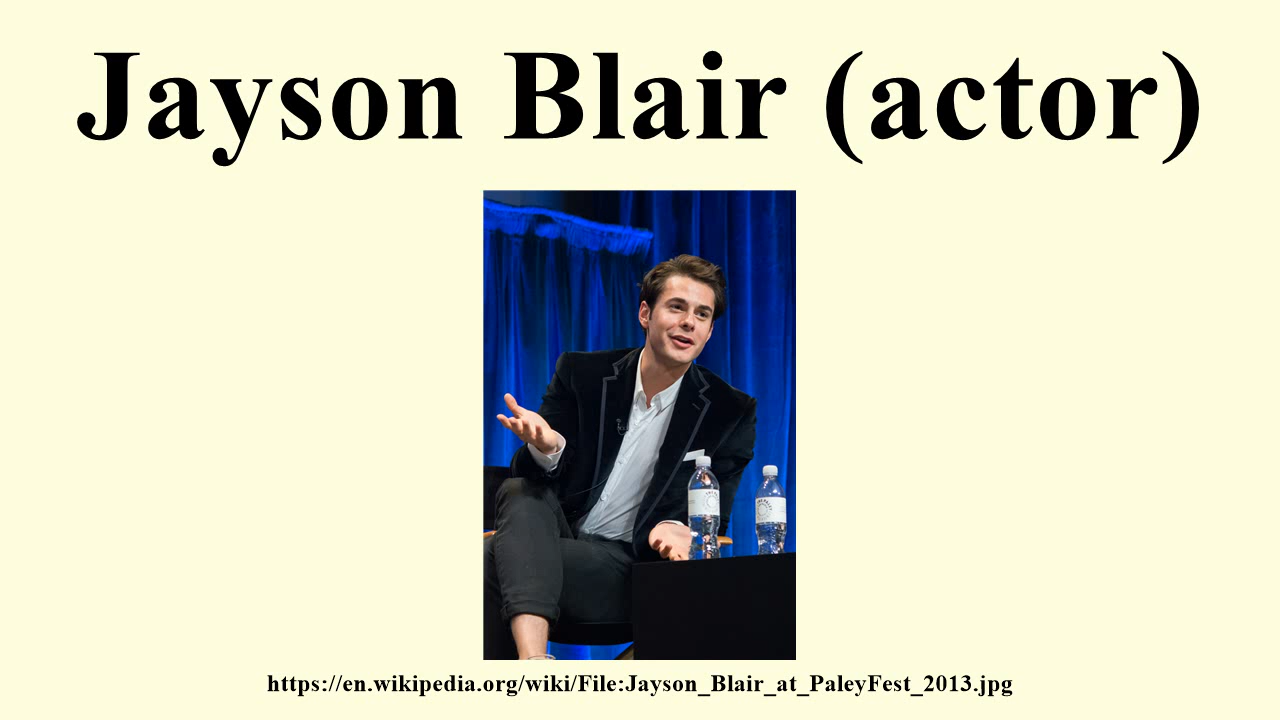 Jayson Blair (actor)
https://en.wikipedia.org/wiki/File:Jayson_Blair_at_PaleyFest_2013.jpg